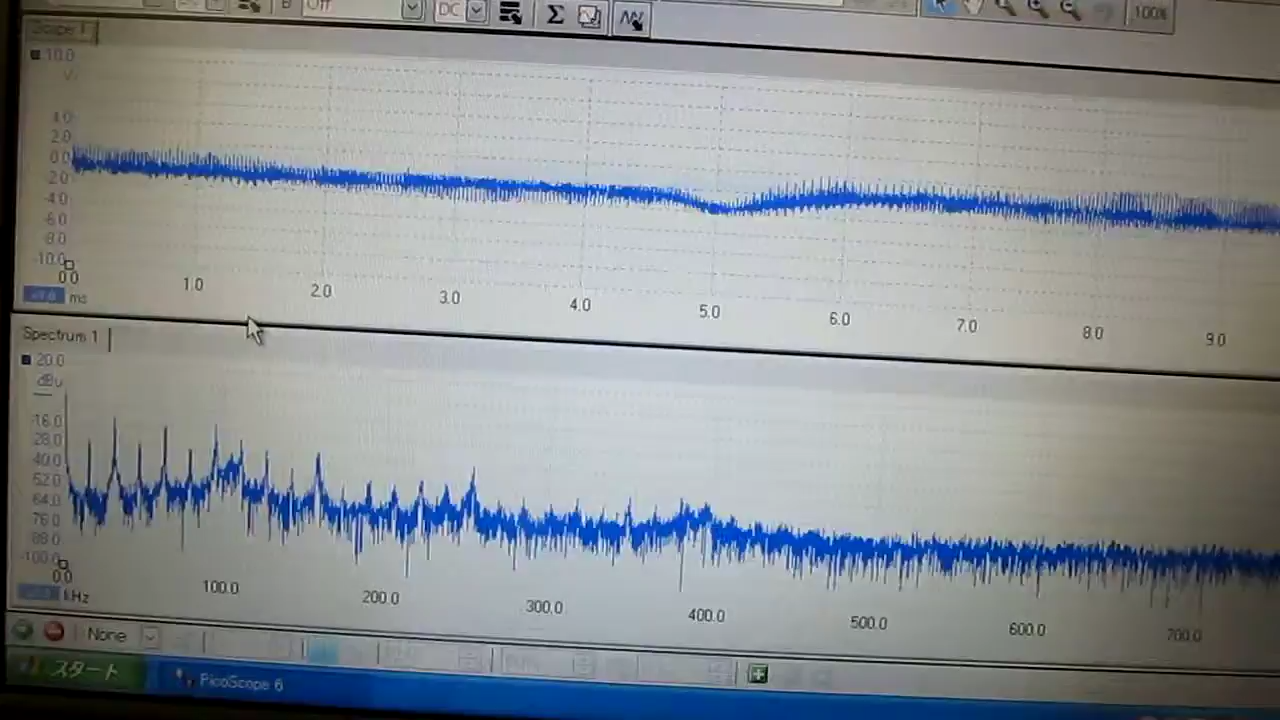 B Off DC 100%
Scope 1
10.0
V
4.0
2.0
0.0
-2.0
-4.0
-6.0
-8.0
-10.0
0.0 1.0 2.0 3.0 4.0 5.0 6.0 7.0 8.0 9.0
ms
Spectrum 1
20.0
dBu
-16.0
-28.0
-40.0
-52.0
-64.0
-76.0
-88.0
-100.0
0.0 100.0 200.0 300.0 400.0 500.0 600.0 700.0
kHz
None
スタート PicoScope 6